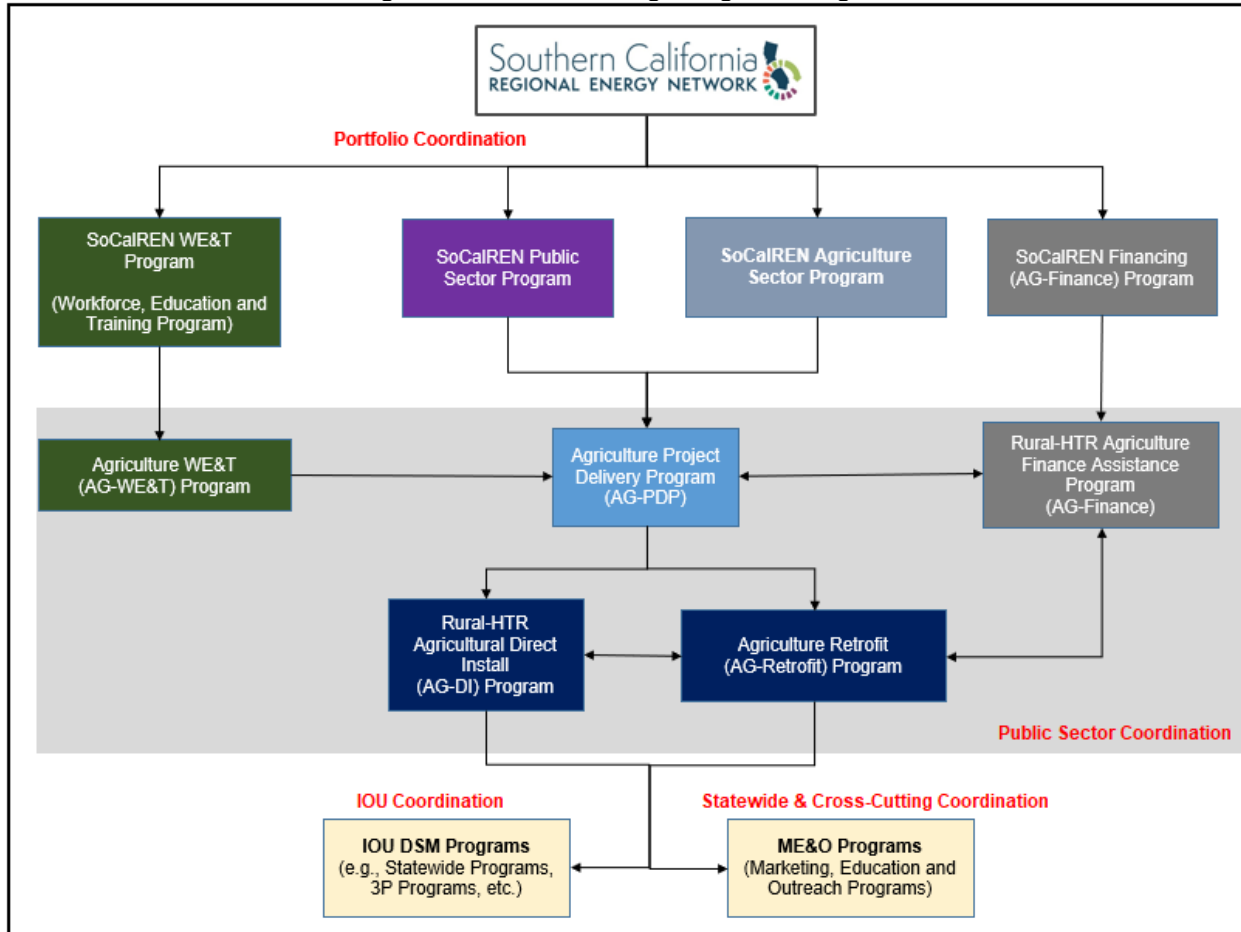 Southern California
REGIONAL ENERGY NETWORK
Portfolio Coordination
SoCalREN WE&T
Program
(Workforce, Education and
Training Program)
SoCalREN Public
Sector Program
SoCalREN Agriculture
Sector Program
SoCalREN Financing
(AG-Finance) Program
Agriculture WE&T
(AG-WE&T) Program
Agriculture Project
Delivery Program
(AG-PDP)
Rural-HTR Agriculture
Finance Assistance
Program
(AG-Finance)
Rural-HTR
Agricultural Direct
Install
(AG-DI) Program
Agriculture Retrofit
(AG-Retrofit) Program
Public Sector Coordination
IOU Coordination
Statewide & Cross-Cutting Coordination
IOU DSM Programs
(e.g., Statewide Programs,
3P Programs, etc.)
ME&O Programs
(Marketing, Education and
Outreach Programs)